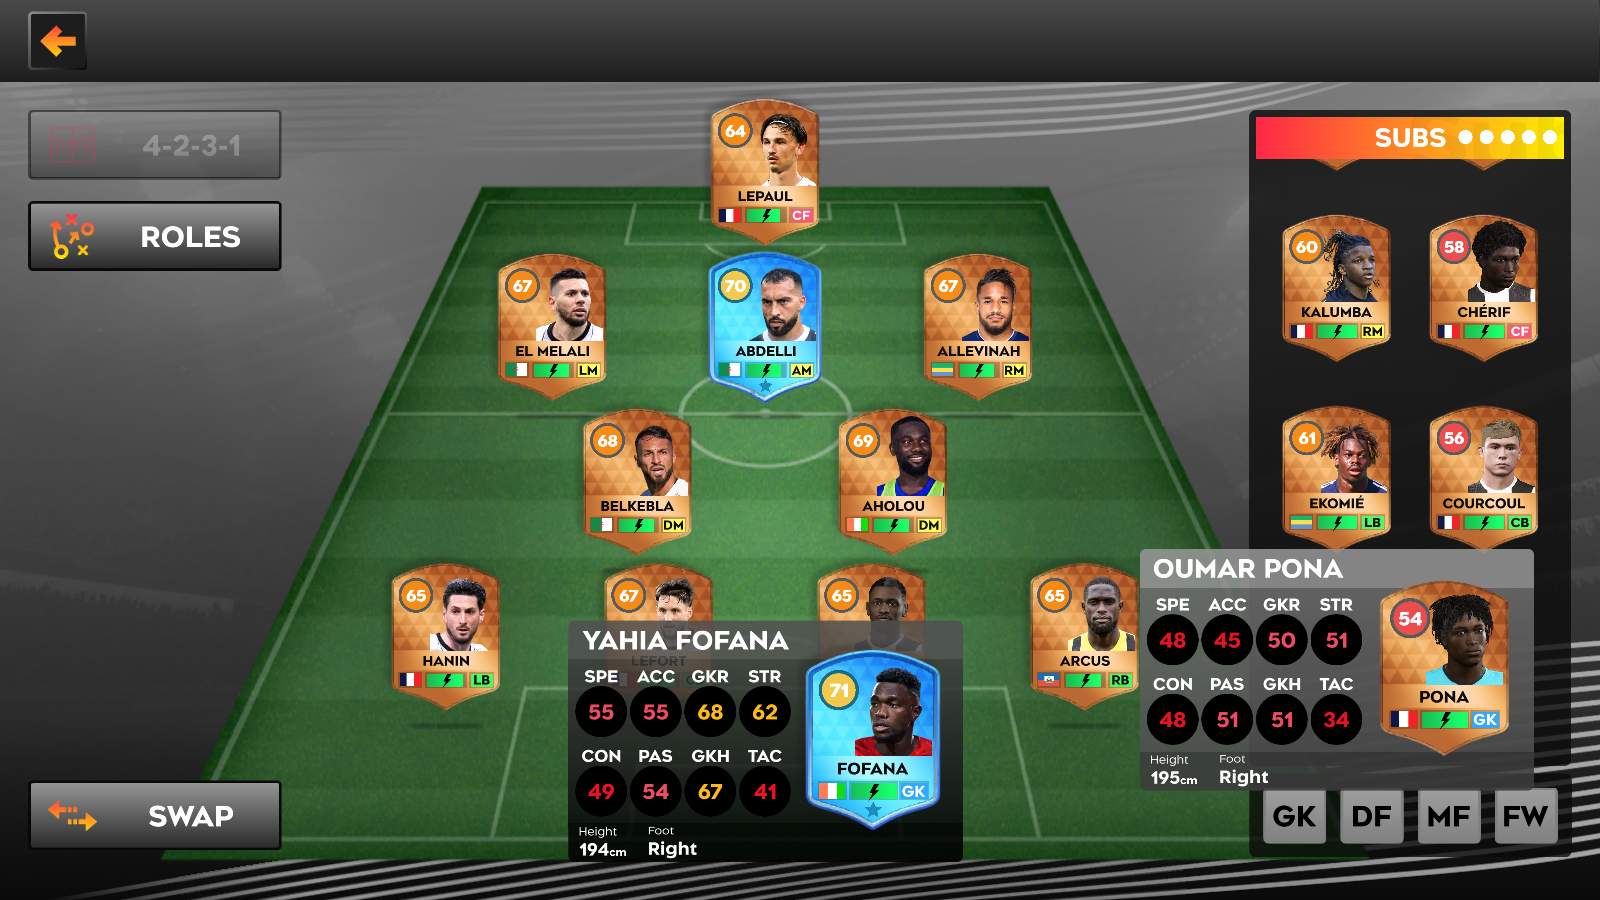 4-2-3-1
ROLES
SWAP
64
LEPAUL
CF
67
EL MELALI
LM
70
ABDELLI
AM
67
ALLEVINAH
RM
68
BELKEBLA
DM
69
AHOLOU
DM
65
HANIN
LB
67
LEFORT
65
65
ARCUS
RB
YAHIA FOFANA
SPE ACC GKR STR
55 55 68 62
CON PAS GKH TAC
49 54 67 41
Height Foot
194cm Right
71
FOFANA
GK
SUBS
60
KALUMBA
RM
58
CHÉRIF
CF
61
EKOMIÉ
LB
56
COURCOUL
CB
OUMAR PONA
SPE ACC GKR STR
48 45 50 51
CON PAS GKH TAC
48 51 51 34
Height Foot
195cm Right
54
PONA
GK
GK DF MF FW